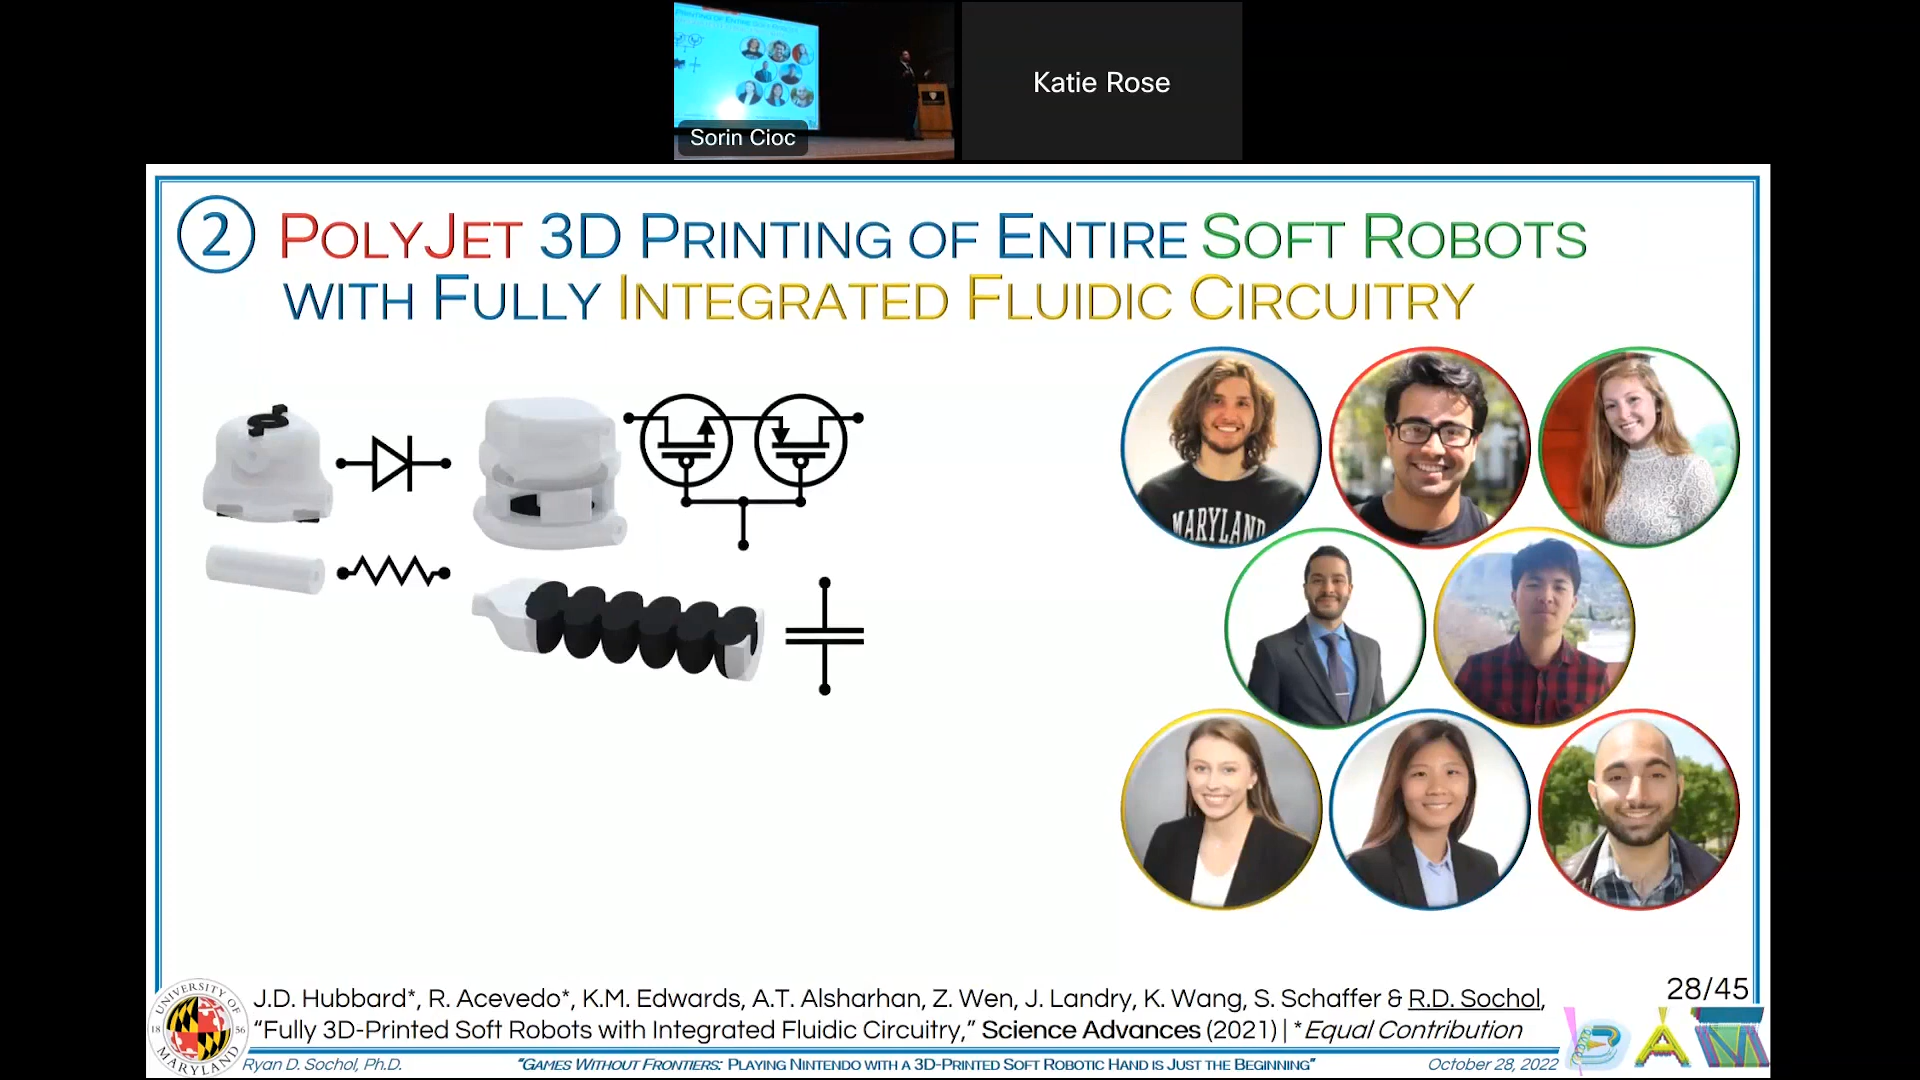 Sorin Cioc
Katie Rose
2
PolyJet 3D Printing of Entire Soft Robots
with Fully Integrated Fluidic Circuitry
MARYLAND
28/45
J.D. Hubbard*, R. Acevedo*, K.M. Edwards, A.T. Alsharhan, Z. Wen, J. Landry, K. Wang, S. Schaffer & R.D. Sochol,
“Fully 3D-Printed Soft Robots with Integrated Fluidic Circuitry,” Science Advances (2021) | *Equal Contribution
UNIVERSITY OF
18 56
MARYLAND
Ryan D. Sochol, Ph.D.
“Games Without Frontiers: Playing Nintendo with a 3D-Printed Soft Robotic Hand is Just the Beginning”
October 28, 2022
BAM